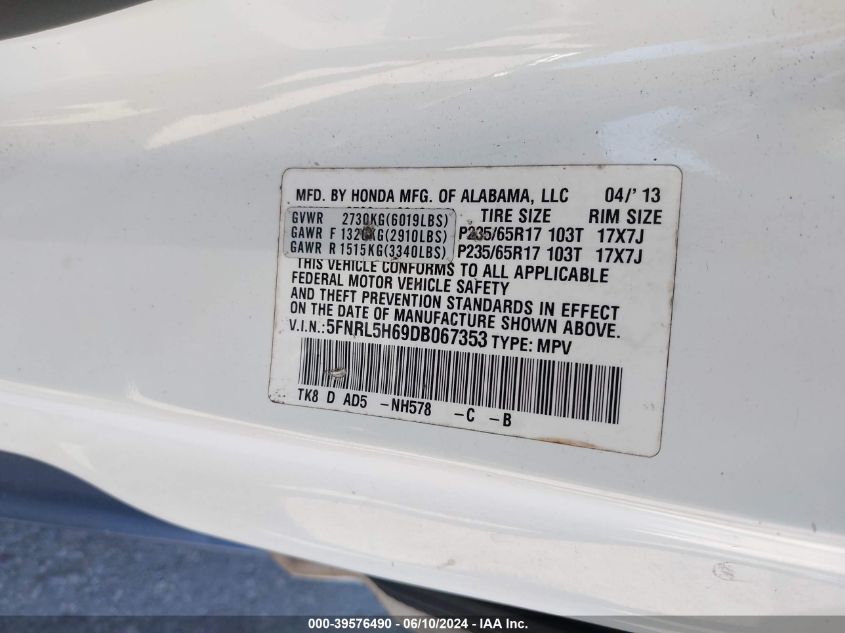 MFD. BY HONDA MFG. OF ALABAMA, LLC 04/' 13
GVWR 2730KG(6019LBS) TIRE SIZE RIM SIZE
GAWR F 1320KG(2910LBS) P235/65R17 103T 17X7J
GAWR R 1515KG(3340LBS) P235/65R17 103T 17X7J
THIS VEHICLE CONFORMS TO ALL APPLICABLE
FEDERAL MOTOR VEHICLE SAFETY
AND THEFT PREVENTION STANDARDS IN EFFECT
ON THE DATE OF MANUFACTURE SHOWN ABOVE.
V.I.N.:5FNRL5H69DB067353 TYPE: MPV
TK8 D AD5 -NH578 -C -B
000-39576490 - 06/10/2024 - IAA Inc.